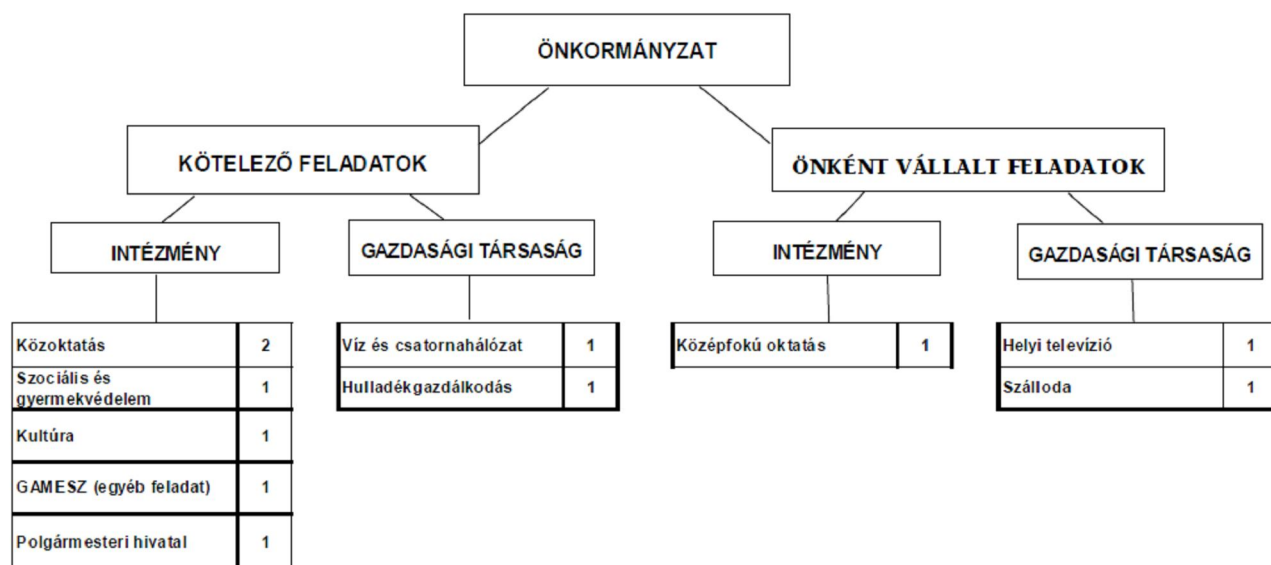 ÖNKORMÁNYZAT
KÖTELEZŐ FELADATOK
ÖNKÉNT VÁLLALT FELADATOK
INTÉZMÉNY
GAZDASÁGI TÁRSASÁG
INTÉZMÉNY
GAZDASÁGI TÁRSASÁG
Közoktatás 2
Szociális és
gyermekvédelem 1
Kultúra 1
GAMESZ (egyéb feladat) 1
Polgármesteri hivatal 1
Víz és csatornahálózat 1
Hulladékgazdálkodás 1
Középfokú oktatás 1
Helyi televízió 1
Szálloda 1